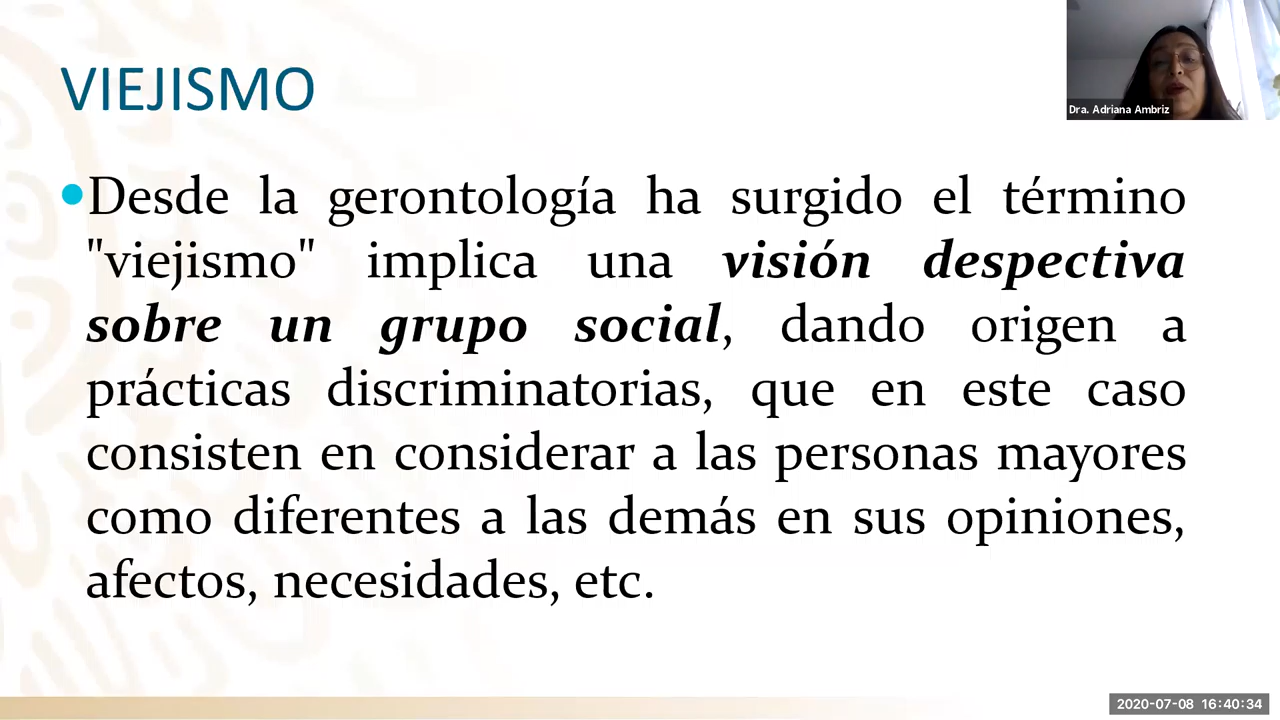 VIEJISMO
Dra. Adriana Ambriz
•Desde la gerontología ha surgido el término
"viejismo" implica una visión despectiva
sobre un grupo social, dando origen a
prácticas discriminatorias, que en este caso
consisten en considerar a las personas mayores
como diferentes a las demás en sus opiniones,
afectos, necesidades, etc.
2020-07-08 16:40:34